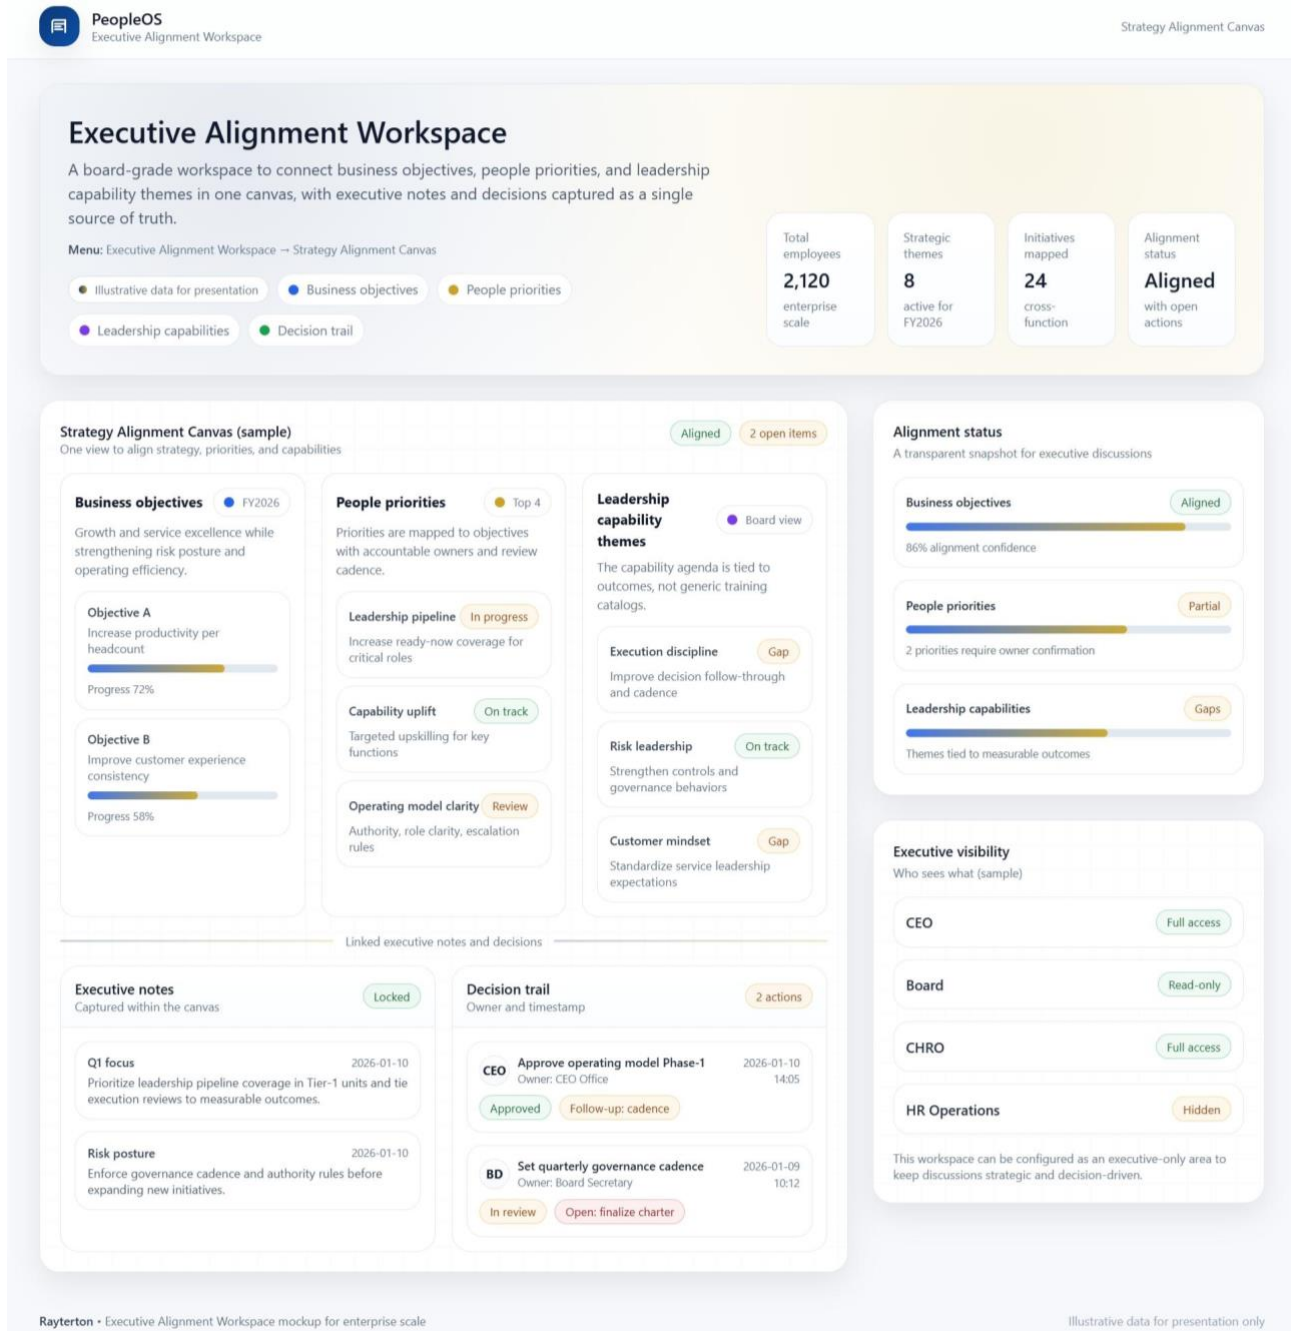 PeopleOS
Executive Alignment Workspace
Strategy Alignment Canvas
Executive Alignment Workspace
A board-grade workspace to connect business objectives, people priorities, and leadership
capability themes in one canvas, with executive notes and decisions captured as a single
source of truth.
Menu: Executive Alignment Workspace → Strategy Alignment Canvas
Illustrative data for presentation
Business objectives
People priorities
Leadership capabilities
Decision trail
Total
employees
2,120
enterprise
scale
Strategic
themes
8
active for
FY2026
Initiatives
mapped
24
cross-
function
Alignment
status
Aligned
with open
actions
Strategy Alignment Canvas (sample)
One view to align strategy, priorities, and capabilities
Aligned
2 open items
Business objectives
FY2026
Growth and service excellence while
strengthening risk posture and
operating efficiency.
Objective A
Increase productivity per
headcount
Progress 72%
Objective B
Improve customer experience
consistency
Progress 58%
People priorities
Top 4
Priorities are mapped to objectives
with accountable owners and review
cadence.
Leadership pipeline
In progress
Increase ready-now coverage for
critical roles
Capability uplift
On track
Targeted upskilling for key
functions
Operating model clarity
Review
Authority, role clarity, escalation
rules
Leadership
capability
themes
Board view
The capability agenda is tied to
outcomes, not generic training
catalogs.
Execution discipline
Gap
Improve decision follow-through
and cadence
Risk leadership
On track
Strengthen controls and
governance behaviors
Customer mindset
Gap
Standardize service leadership
expectations
Linked executive notes and decisions
Executive notes
Captured within the canvas
Locked
Q1 focus
2026-01-10
Prioritize leadership pipeline coverage in Tier-1 units and tie
execution reviews to measurable outcomes.
Risk posture
2026-01-10
Enforce governance cadence and authority rules before
expanding new initiatives.
Decision trail
Owner and timestamp
2 actions
CEO
Approve operating model Phase-1
Owner: CEO Office
2026-01-10
14:05
Approved
Follow-up: cadence
BD
Set quarterly governance cadence
Owner: Board Secretary
2026-01-09
10:12
In review
Open: finalize charter
Alignment status
A transparent snapshot for executive discussions
Business objectives
Aligned
86% alignment confidence
People priorities
Partial
2 priorities require owner confirmation
Leadership capabilities
Gaps
Themes tied to measurable outcomes
Executive visibility
Who sees what (sample)
CEO
Full access
Board
Read-only
CHRO
Full access
HR Operations
Hidden
This workspace can be configured as an executive-only area to
keep discussions strategic and decision-driven.
Rayterton • Executive Alignment Workspace mockup for enterprise scale
Illustrative data for presentation only